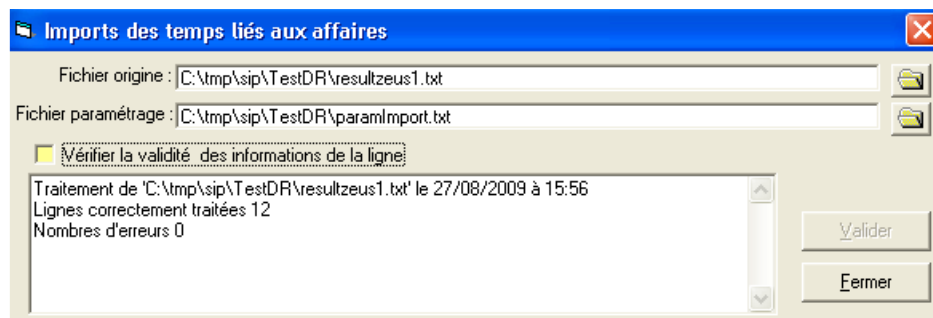 Imports des temps liés aux affaires
Fichier origine : C:\tmp\sip\TestDR\resultzeus1.txt
Fichier paramétrage : C:\tmp\sip\TestDR\paramImport.txt
Vérifier la validité des informations de la ligne
Traitement de 'C:\tmp\sip\TestDR\resultzeus1.txt' le 27/08/2009 à 15:56
Lignes correctement traitées 12
Nombres d'erreurs 0
Valider
Fermer